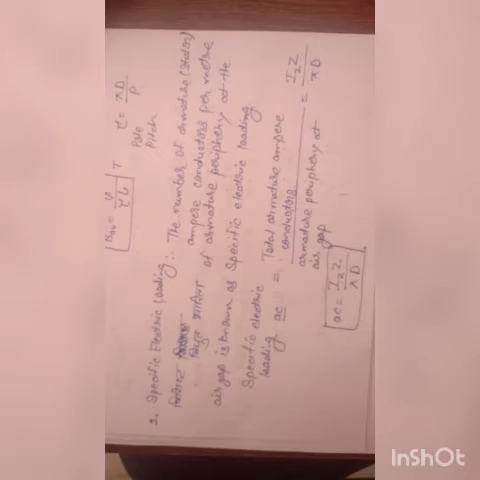 Bav = φ / τL T
τ = πD / P
Pole Pitch
2. Specific Electric loading :- The number of armature (stator)
ampere conductors per metre
of armature periphery at the
air gap is known as specific electric loading
Specific electric loading ac = Total armature ampere conductors / armature periphery at air gap = IzZ / πD
ac = IzZ / πD
InShOt